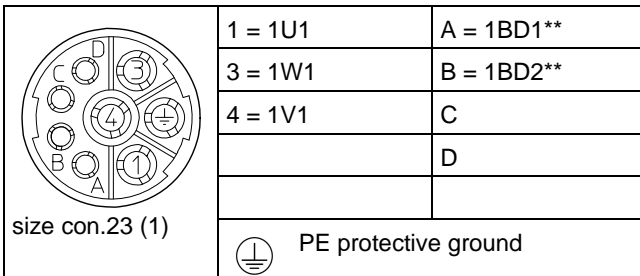 D
C
3
4
B
1
A
size con.23 (1)
1 = 1U1 A = 1BD1**
3 = 1W1 B = 1BD2**
4 = 1V1 C
D
PE protective ground